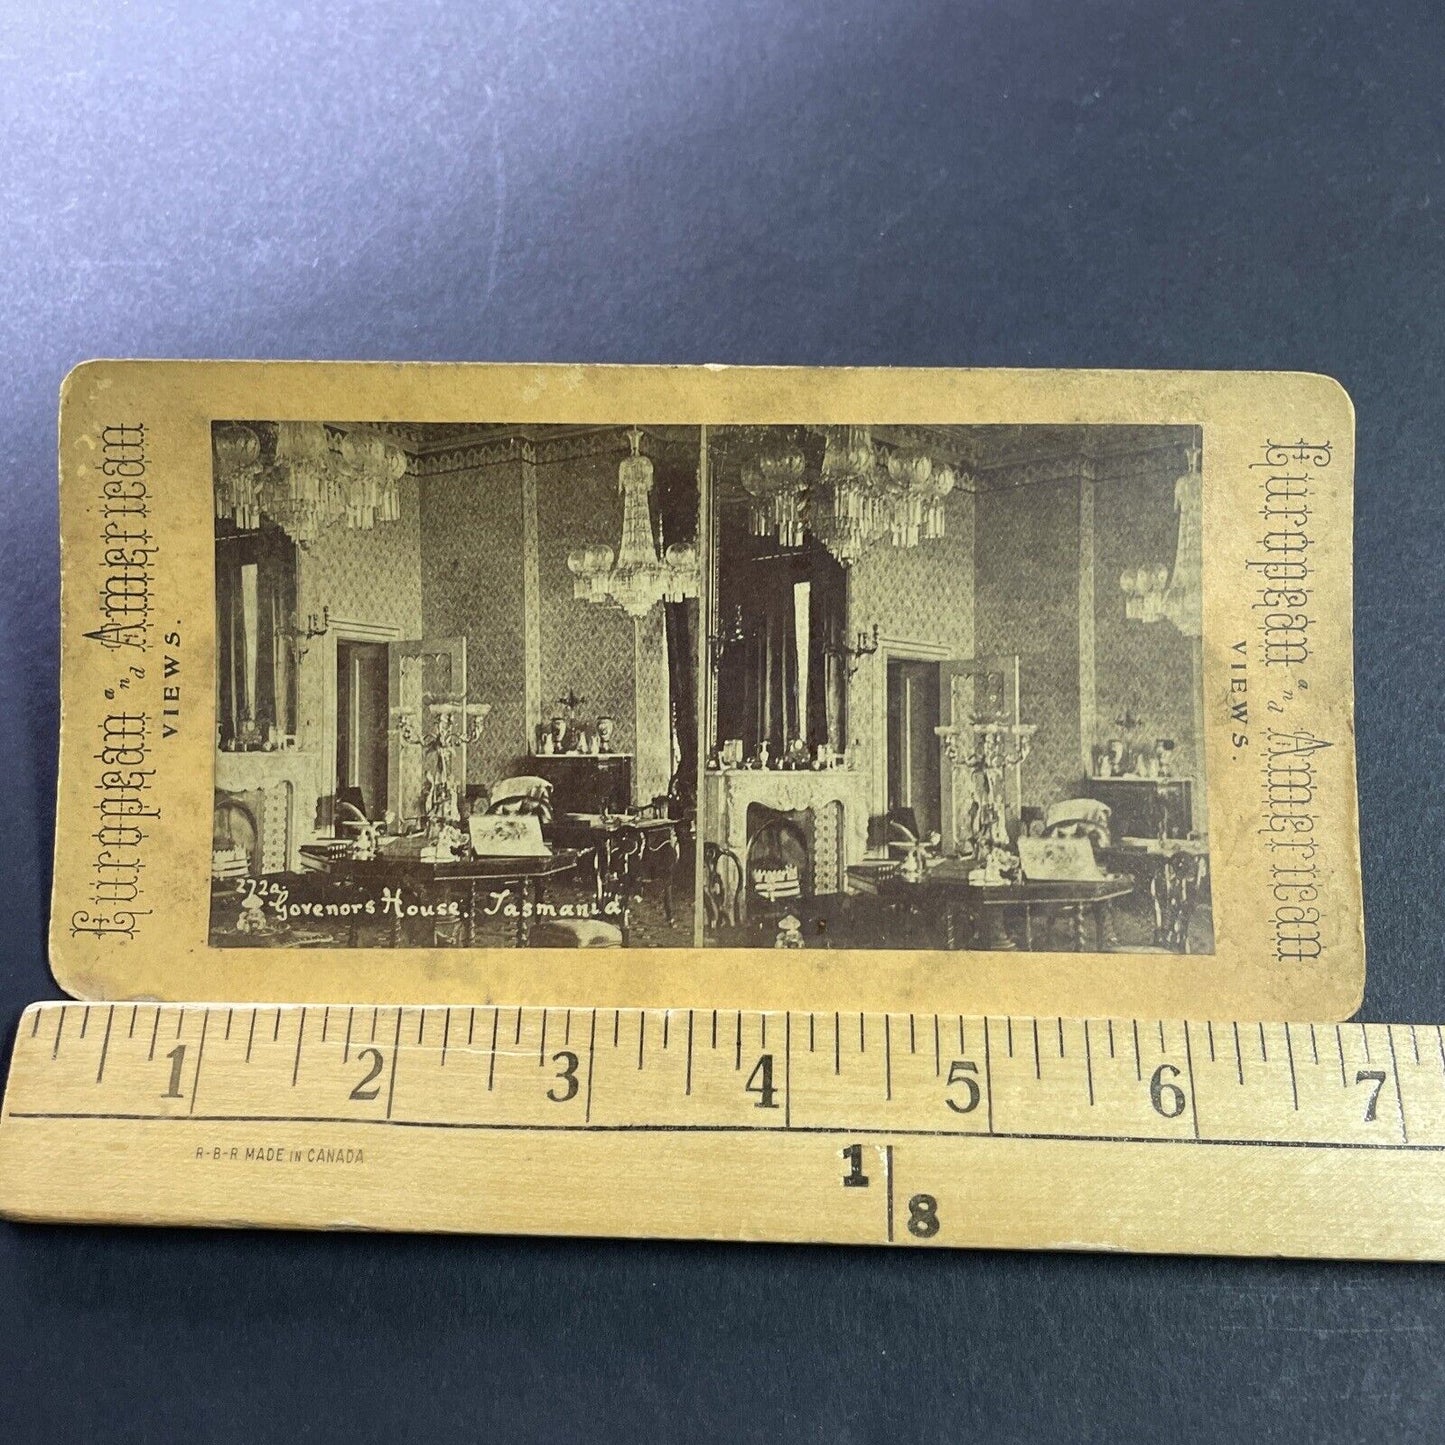 European and American
VIEWS.
272a.
"Govenors House. Tasmania"
European and American
VIEWS.
1 2 3 4 5 6 7
R-B-R MADE IN CANADA
1
8